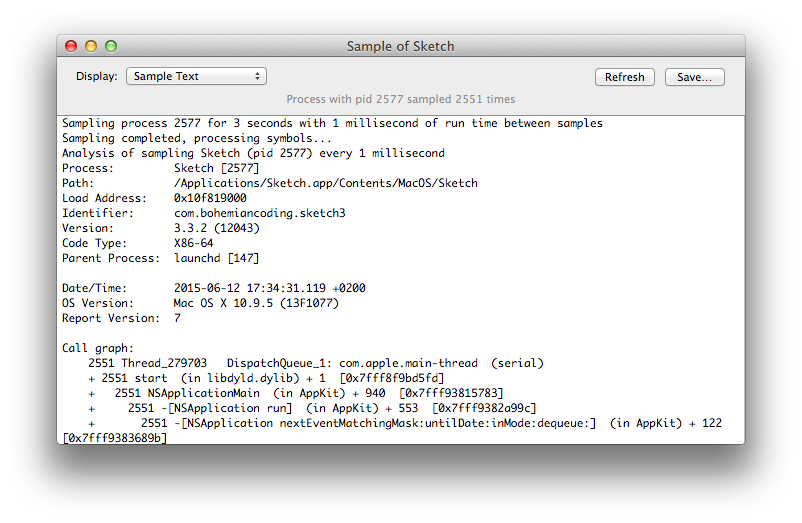 Sample of Sketch
Display: Sample Text Refresh Save...
Process with pid 2577 sampled 2551 times
Sampling process 2577 for 3 seconds with 1 millisecond of run time between samples
Sampling completed, processing symbols...
Analysis of sampling Sketch (pid 2577) every 1 millisecond
Process:         Sketch [2577]
Path:            /Applications/Sketch.app/Contents/MacOS/Sketch
Load Address:    0x10f819000
Identifier:      com.bohemiancoding.sketch3
Version:         3.3.2 (12043)
Code Type:       X86-64
Parent Process:  launchd [147]
Date/Time:       2015-06-12 17:34:31.119 +0200
OS Version:      Mac OS X 10.9.5 (13F1077)
Report Version:  7
Call graph:
    2551 Thread_279703   DispatchQueue_1: com.apple.main-thread  (serial)
    + 2551 start  (in libdyld.dylib) + 1  [0x7fff8f9bd5fd]
    +   2551 NSApplicationMain  (in AppKit) + 940  [0x7fff93815783]
    +     2551 -[NSApplication run]  (in AppKit) + 553  [0x7fff9382a99c]
    +       2551 -[NSApplication nextEventMatchingMask:untilDate:inMode:dequeue:]  (in AppKit) + 122
[0x7fff9383689b]